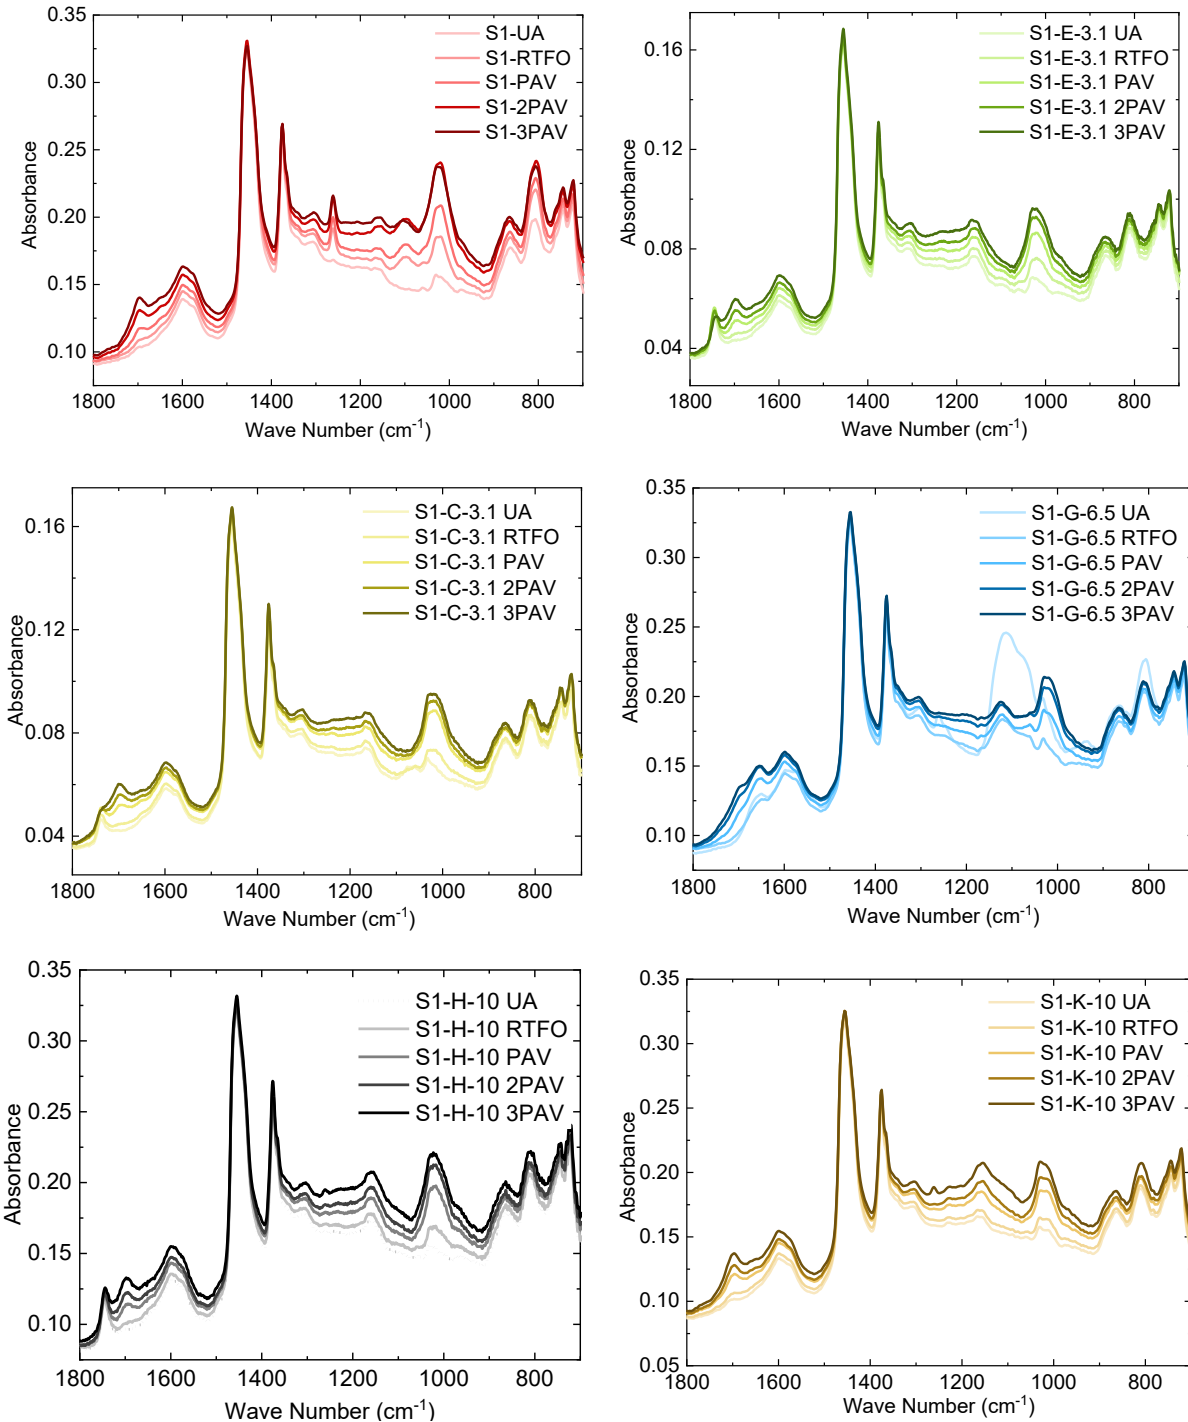 0.35
0.30
0.25
0.20
0.15
0.10
Absorbance
S1-UA
S1-RTFO
S1-PAV
S1-2PAV
S1-3PAV
1800 1600 1400 1200 1000 800
Wave Number (cm-1)
0.16
0.12
0.08
0.04
Absorbance
S1-E-3.1 UA
S1-E-3.1 RTFO
S1-E-3.1 PAV
S1-E-3.1 2PAV
S1-E-3.1 3PAV
1800 1600 1400 1200 1000 800
Wave Number (cm-1)
0.16
0.12
0.08
0.04
Absorbance
S1-C-3.1 UA
S1-C-3.1 RTFO
S1-C-3.1 PAV
S1-C-3.1 2PAV
S1-C-3.1 3PAV
1800 1600 1400 1200 1000 800
Wave Number (cm-1)
0.35
0.30
0.25
0.20
0.15
0.10
Absorbance
S1-G-6.5 UA
S1-G-6.5 RTFO
S1-G-6.5 PAV
S1-G-6.5 2PAV
S1-G-6.5 3PAV
1800 1600 1400 1200 1000 800
Wave Number (cm-1)
0.35
0.30
0.25
0.20
0.15
0.10
Absorbance
S1-H-10 UA
S1-H-10 RTFO
S1-H-10 PAV
S1-H-10 2PAV
S1-H-10 3PAV
1800 1600 1400 1200 1000 800
Wave Number (cm-1)
0.35
0.30
0.25
0.20
0.15
0.10
0.05
Absorbance
S1-K-10 UA
S1-K-10 RTFO
S1-K-10 PAV
S1-K-10 2PAV
S1-K-10 3PAV
1800 1600 1400 1200 1000 800
Wave Number (cm-1)